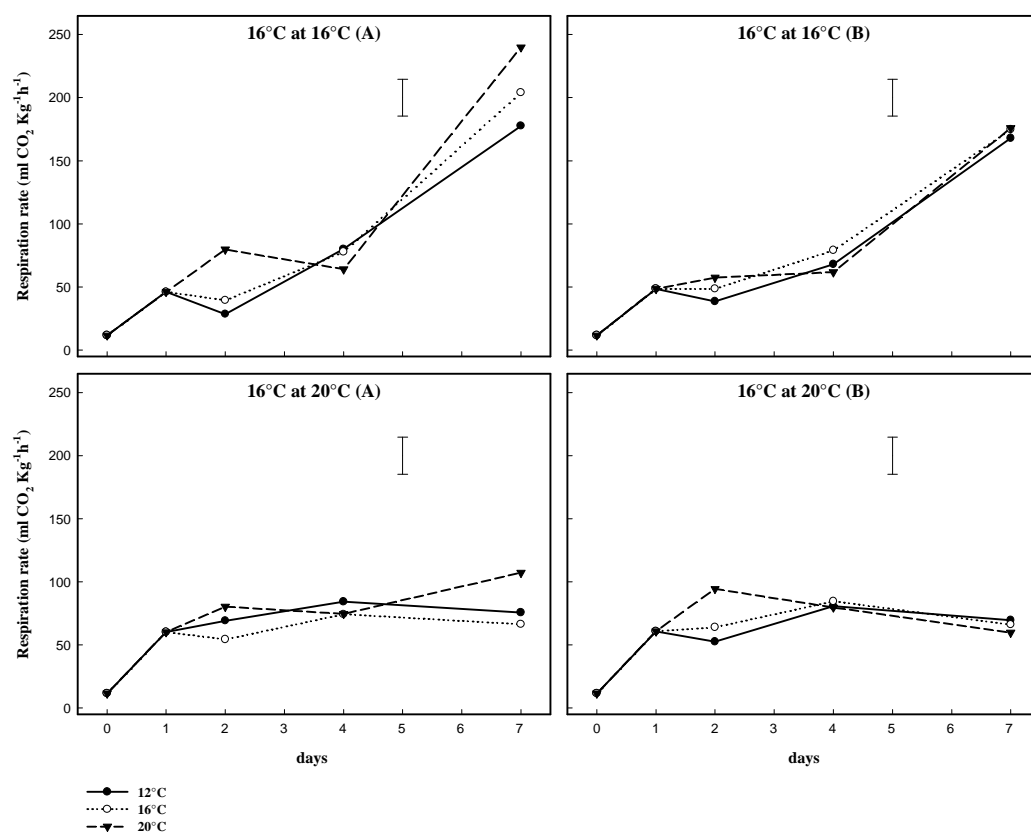 16°C at 16°C (A)
16°C at 16°C (B)
Respiration rate (ml CO2 Kg-1h-1)
250
200
150
100
50
0
16°C at 20°C (A)
16°C at 20°C (B)
Respiration rate (ml CO2 Kg-1h-1)
250
200
150
100
50
0
0 1 2 3 4 5 6 7
0 1 2 3 4 5 6 7
days
days
12°C
16°C
20°C